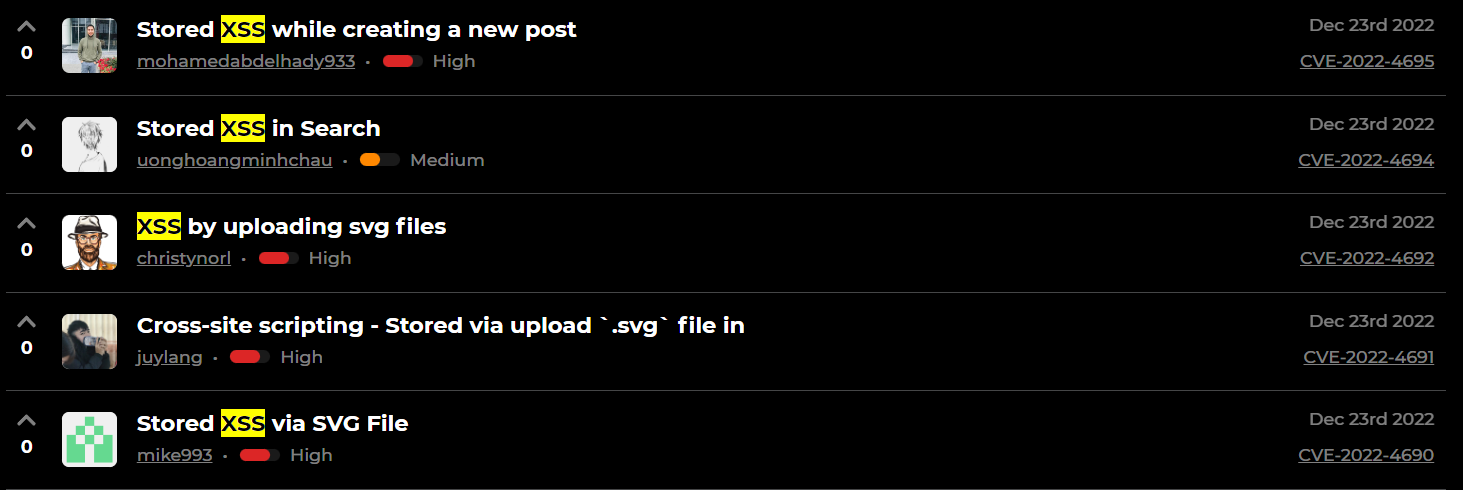 Stored XSS while creating a new post
Dec 23rd 2022
0
mohamedabdelhady933 • High
CVE-2022-4695
Stored XSS in Search
Dec 23rd 2022
0
uonghoangminhchau • Medium
CVE-2022-4694
XSS by uploading svg files
Dec 23rd 2022
0
christynorl • High
CVE-2022-4692
Cross-site scripting - Stored via upload `.svg` file in
Dec 23rd 2022
0
juylang • High
CVE-2022-4691
Stored XSS via SVG File
Dec 23rd 2022
0
mike993 • High
CVE-2022-4690